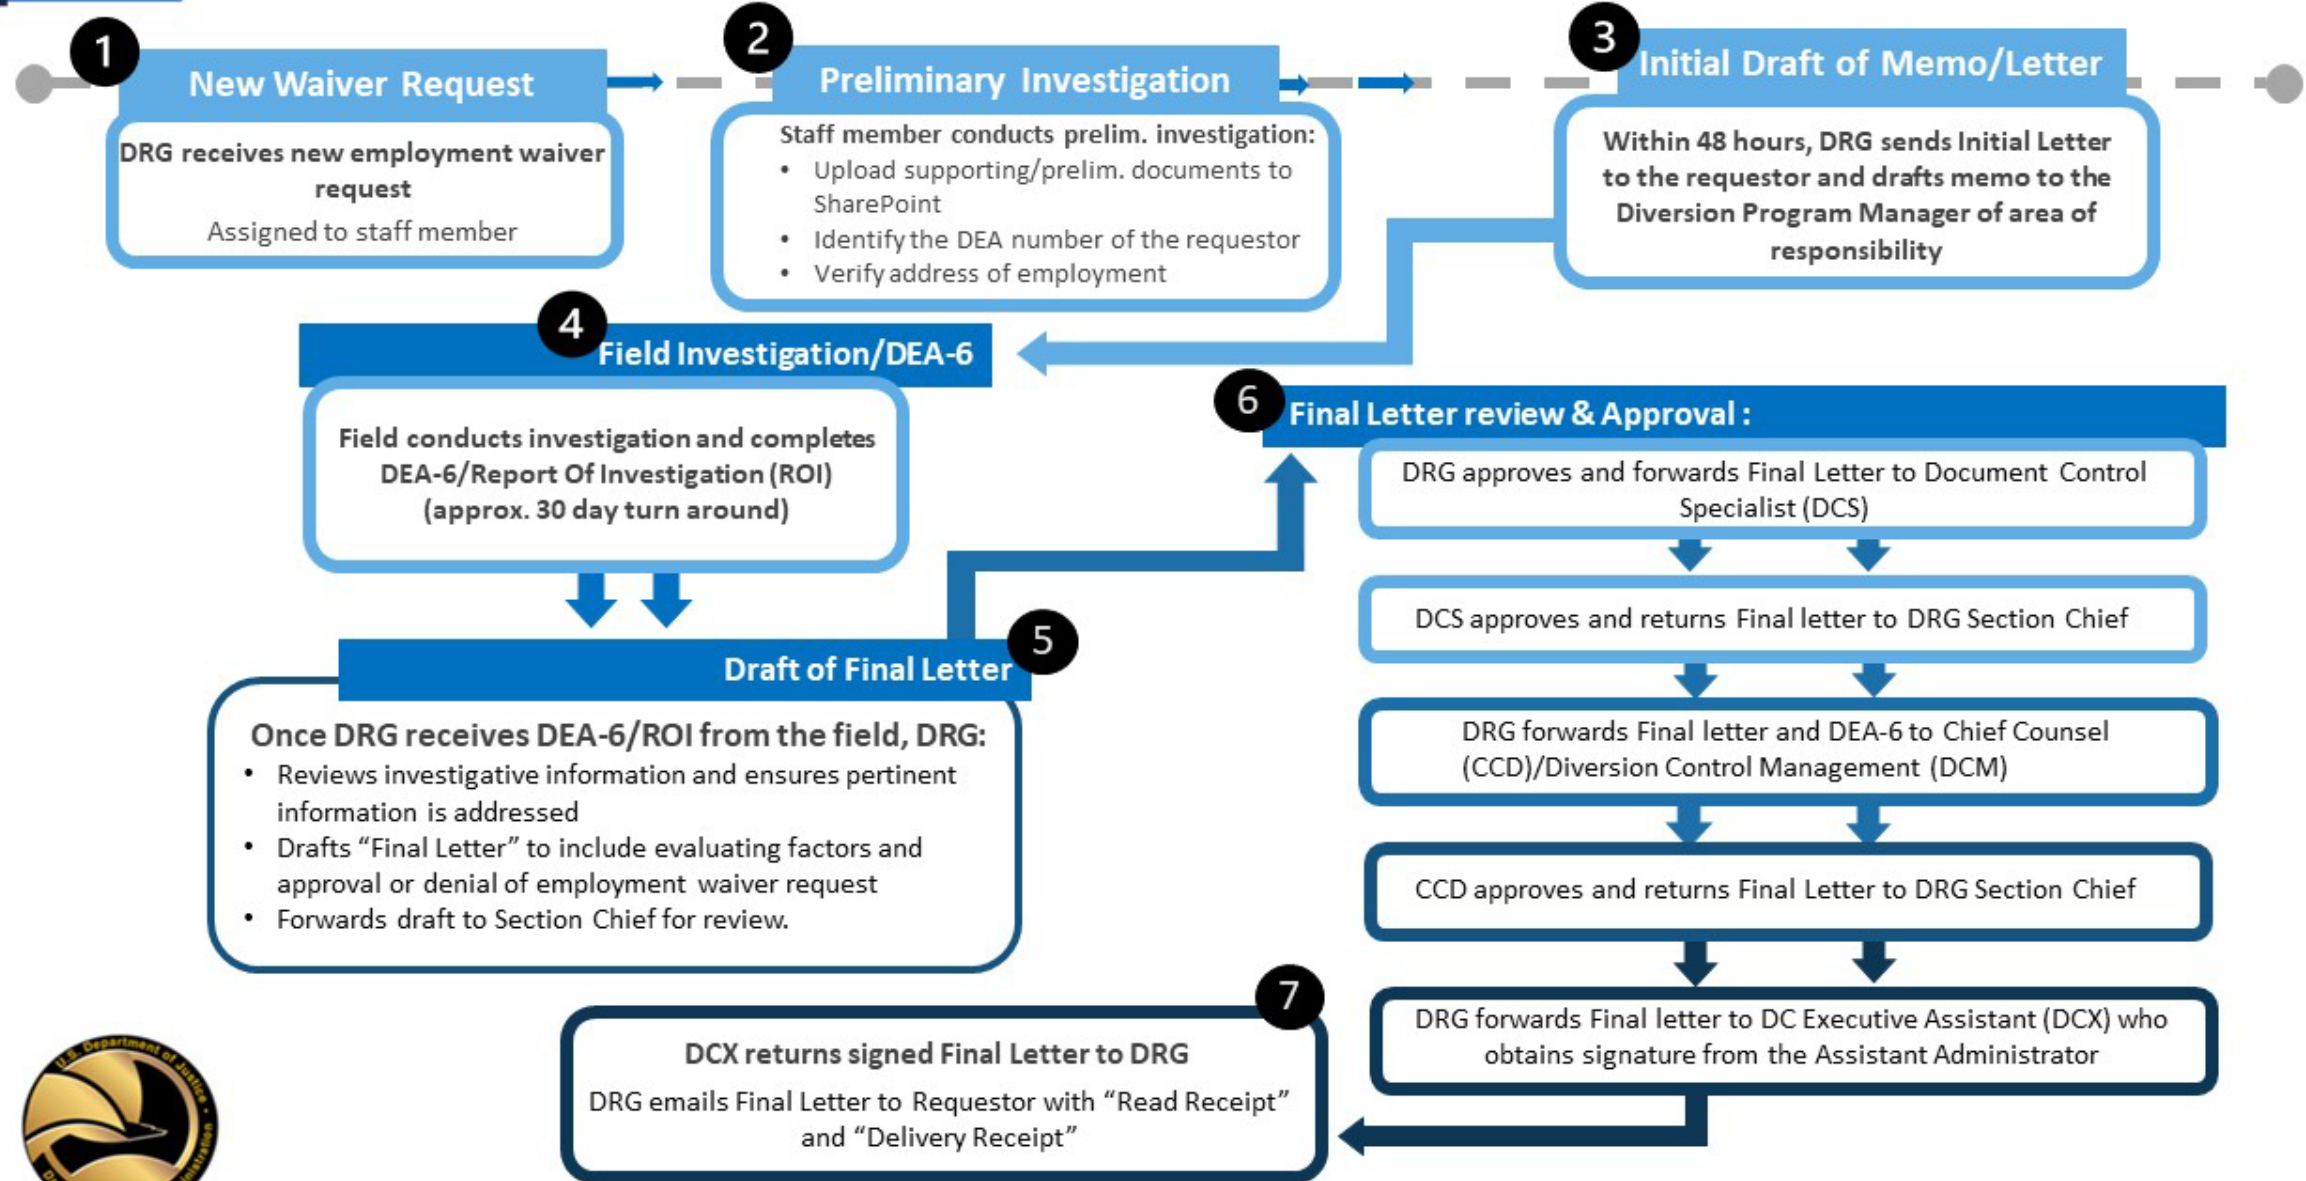 1
New Waiver Request
DRG receives new employment waiver
request
Assigned to staff member
2
Preliminary Investigation
Staff member conducts prelim. investigation:
• Upload supporting/prelim. documents to
SharePoint
• Identify the DEA number of the requestor
• Verify address of employment
3
Initial Draft of Memo/Letter
Within 48 hours, DRG sends Initial Letter
to the requestor and drafts memo to the
Diversion Program Manager of area of
responsibility
4
Field Investigation/DEA-6
Field conducts investigation and completes
DEA-6/Report Of Investigation (ROI)
(approx. 30 day turn around)
5
Draft of Final Letter
Once DRG receives DEA-6/ROI from the field, DRG:
• Reviews investigative information and ensures pertinent
information is addressed
• Drafts “Final Letter” to include evaluating factors and
approval or denial of employment waiver request
• Forwards draft to Section Chief for review.
6
Final Letter review & Approval :
DRG approves and forwards Final Letter to Document Control
Specialist (DCS)
DCS approves and returns Final letter to DRG Section Chief
DRG forwards Final letter and DEA-6 to Chief Counsel
(CCD)/Diversion Control Management (DCM)
CCD approves and returns Final Letter to DRG Section Chief
DRG forwards Final letter to DC Executive Assistant (DCX) who
obtains signature from the Assistant Administrator
7
DCX returns signed Final Letter to DRG
DRG emails Final Letter to Requestor with “Read Receipt”
and “Delivery Receipt”
U.S. Department of Justice